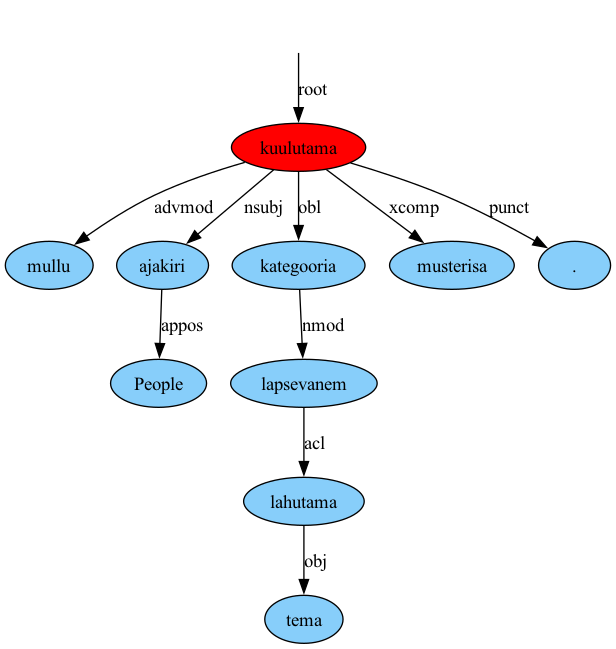 root
kuulutama
advmod nsubj obl xcomp punct
mullu ajakiri kategooria musterisa .
appos nmod
People lapsevanem
acl
lahutama
obj
tema